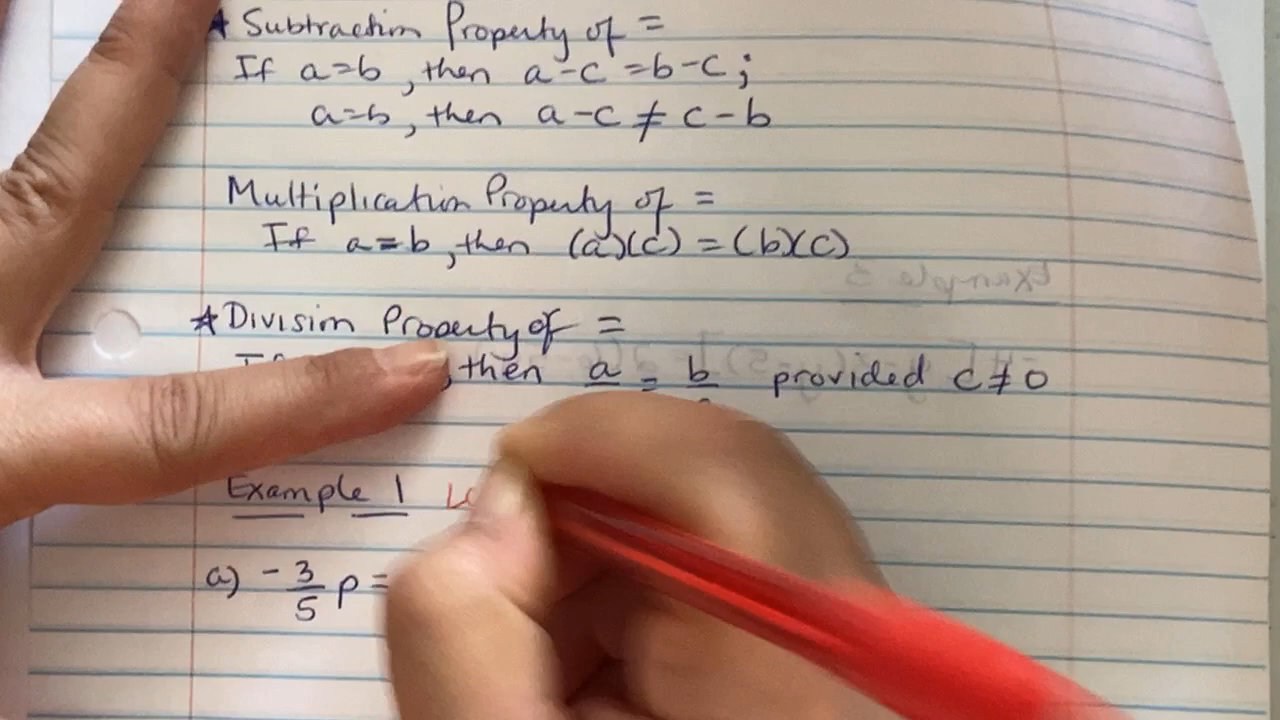 * Subtraction Property of =
If a=b, then a-c=b-c;
a=b, then a-c≠c-b
Multiplication Property of =
If a=b, then (a)(c)=(b)(c)
Example
* Division Property of =
, then a = b provided c≠0
Example 1
a) -3/5 p =